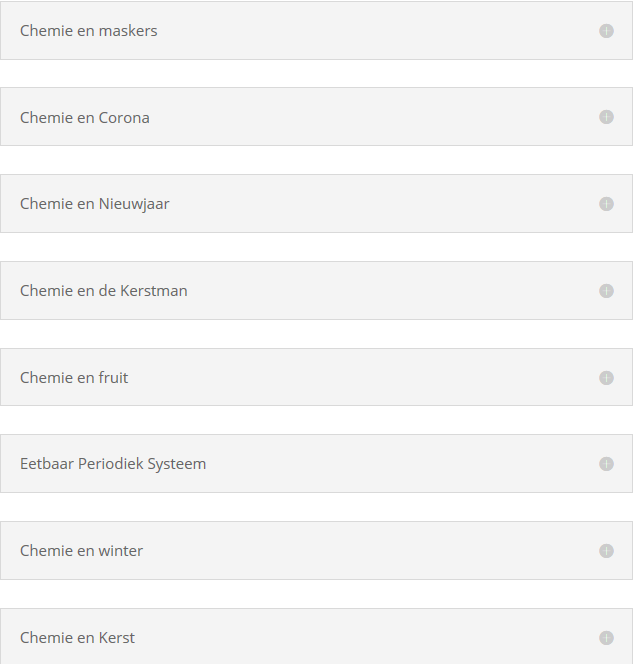 Chemie en maskers
Chemie en Corona
Chemie en Nieuwjaar
Chemie en de Kerstman
Chemie en fruit
Eetbaar Periodiek Systeem
Chemie en winter
Chemie en Kerst